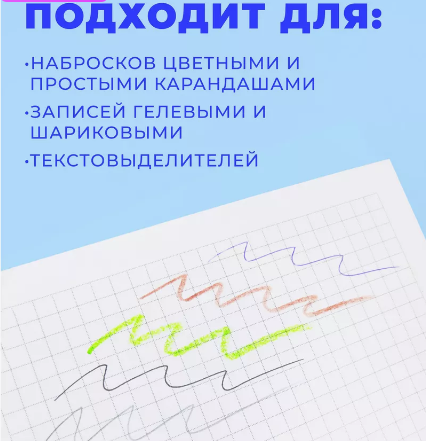 ПОДХОДИТ ДЛЯ:
·НАБРОСКОВ ЦВЕТНЫМИ И
ПРОСТЫМИ КАРАНДАШАМИ
·ЗАПИСЕЙ ГЕЛЕВЫМИ И
ШАРИКОВЫМИ
·ТЕКСТОВЫДЕЛИТЕЛЕЙ